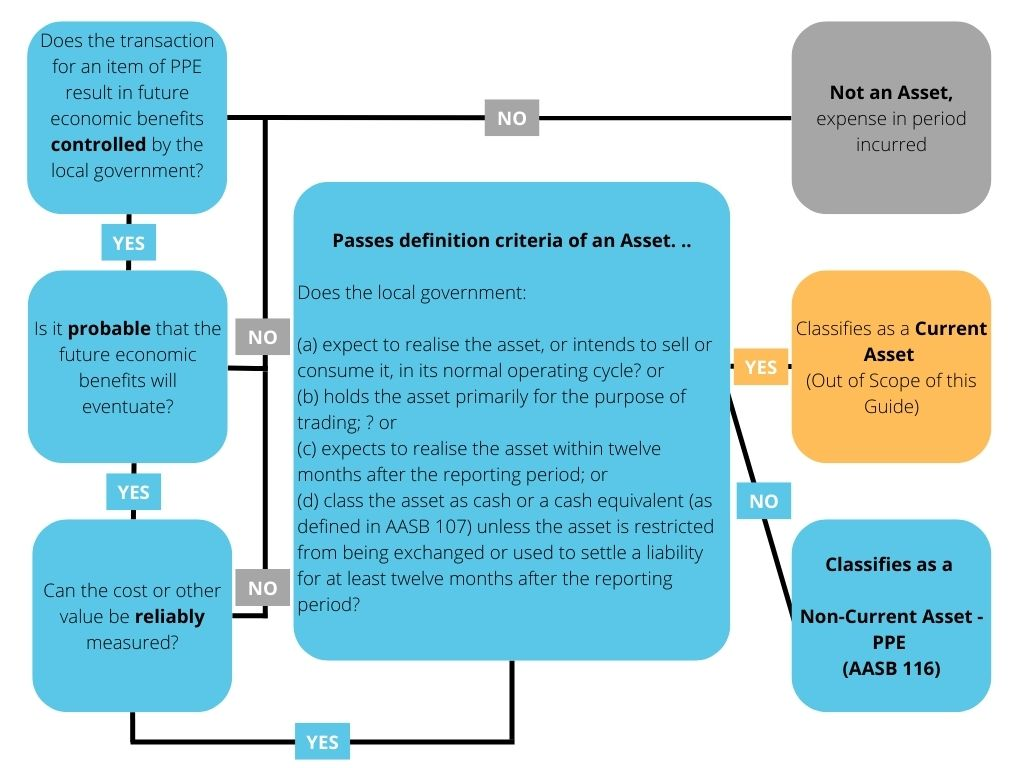 Does the transaction
for an item of PPE
result in future
economic benefits
controlled by the
local government?
NO
Not an Asset,
expense in period
incurred
YES
Is it probable that the
future economic
benefits will
eventuate?
NO
YES
Can the cost or other
value be reliably
measured?
NO
YES
Passes definition criteria of an Asset. ..
Does the local government:
(a) expect to realise the asset, or intends to sell or
consume it, in its normal operating cycle? or
(b) holds the asset primarily for the purpose of
trading; ? or
(c) expects to realise the asset within twelve
months after the reporting period; or
(d) class the asset as cash or a cash equivalent (as
defined in AASB 107) unless the asset is restricted
from being exchanged or used to settle a liability
for at least twelve months after the reporting
period?
YES
Classifies as a Current
Asset
(Out of Scope of this
Guide)
NO
Classifies as a
Non-Current Asset -
PPE
(AASB 116)